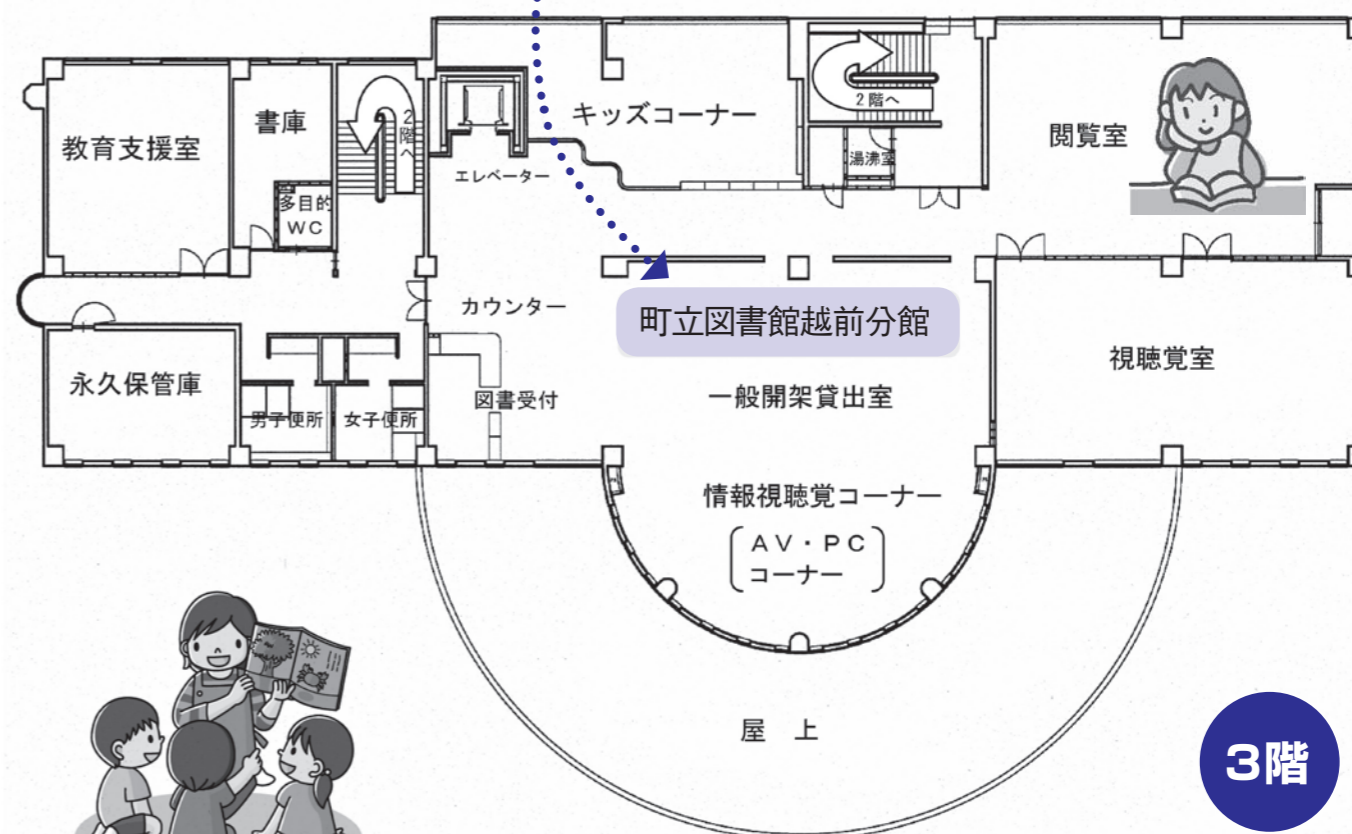 教育支援室
書庫
多目的
WC
2階へ
エレベーター
キッズコーナー
2階へ
湯沸室
閲覧室
カウンター
町立図書館越前分館
永久保管庫
男子便所
女子便所
図書受付
一般開架貸出室
視聴覚室
情報視聴覚コーナー
AV・PC
コーナー
屋上
3階